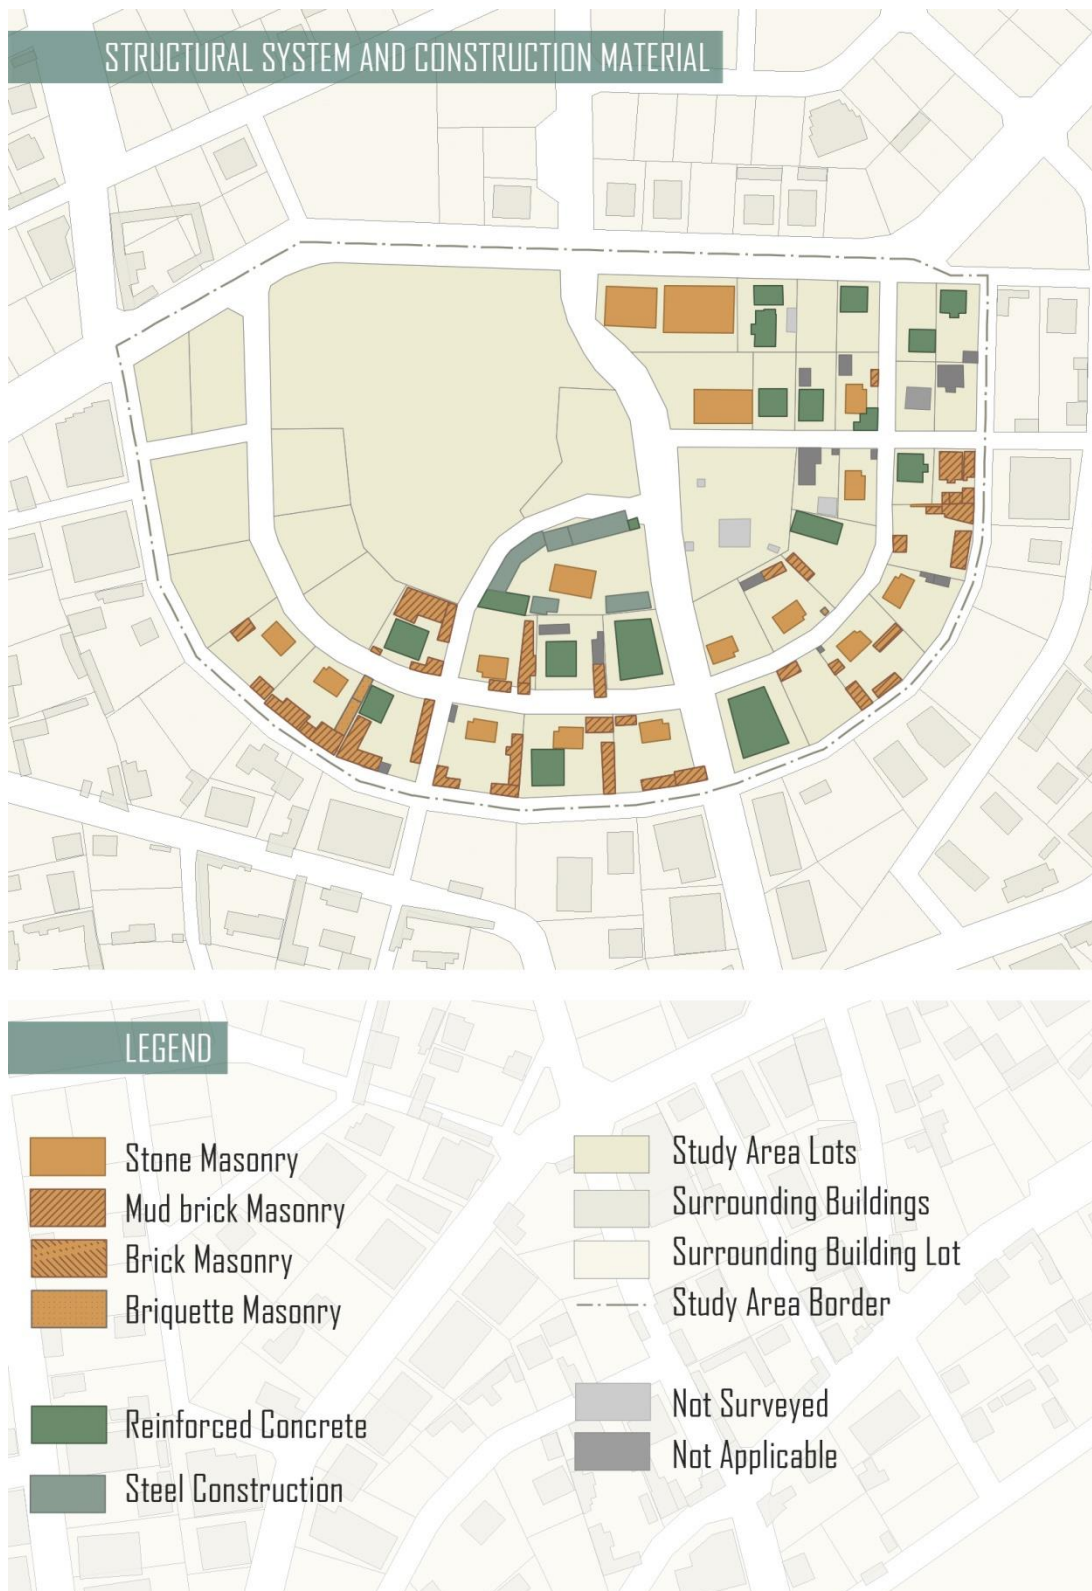 STRUCTURAL SYSTEM AND CONSTRUCTION MATERIAL
LEGEND
Stone Masonry
Mud brick Masonry
Brick Masonry
Briquette Masonry
Reinforced Concrete
Steel Construction
Study Area Lots
Surrounding Buildings
Surrounding Building Lot
Study Area Border
Not Surveyed
Not Applicable